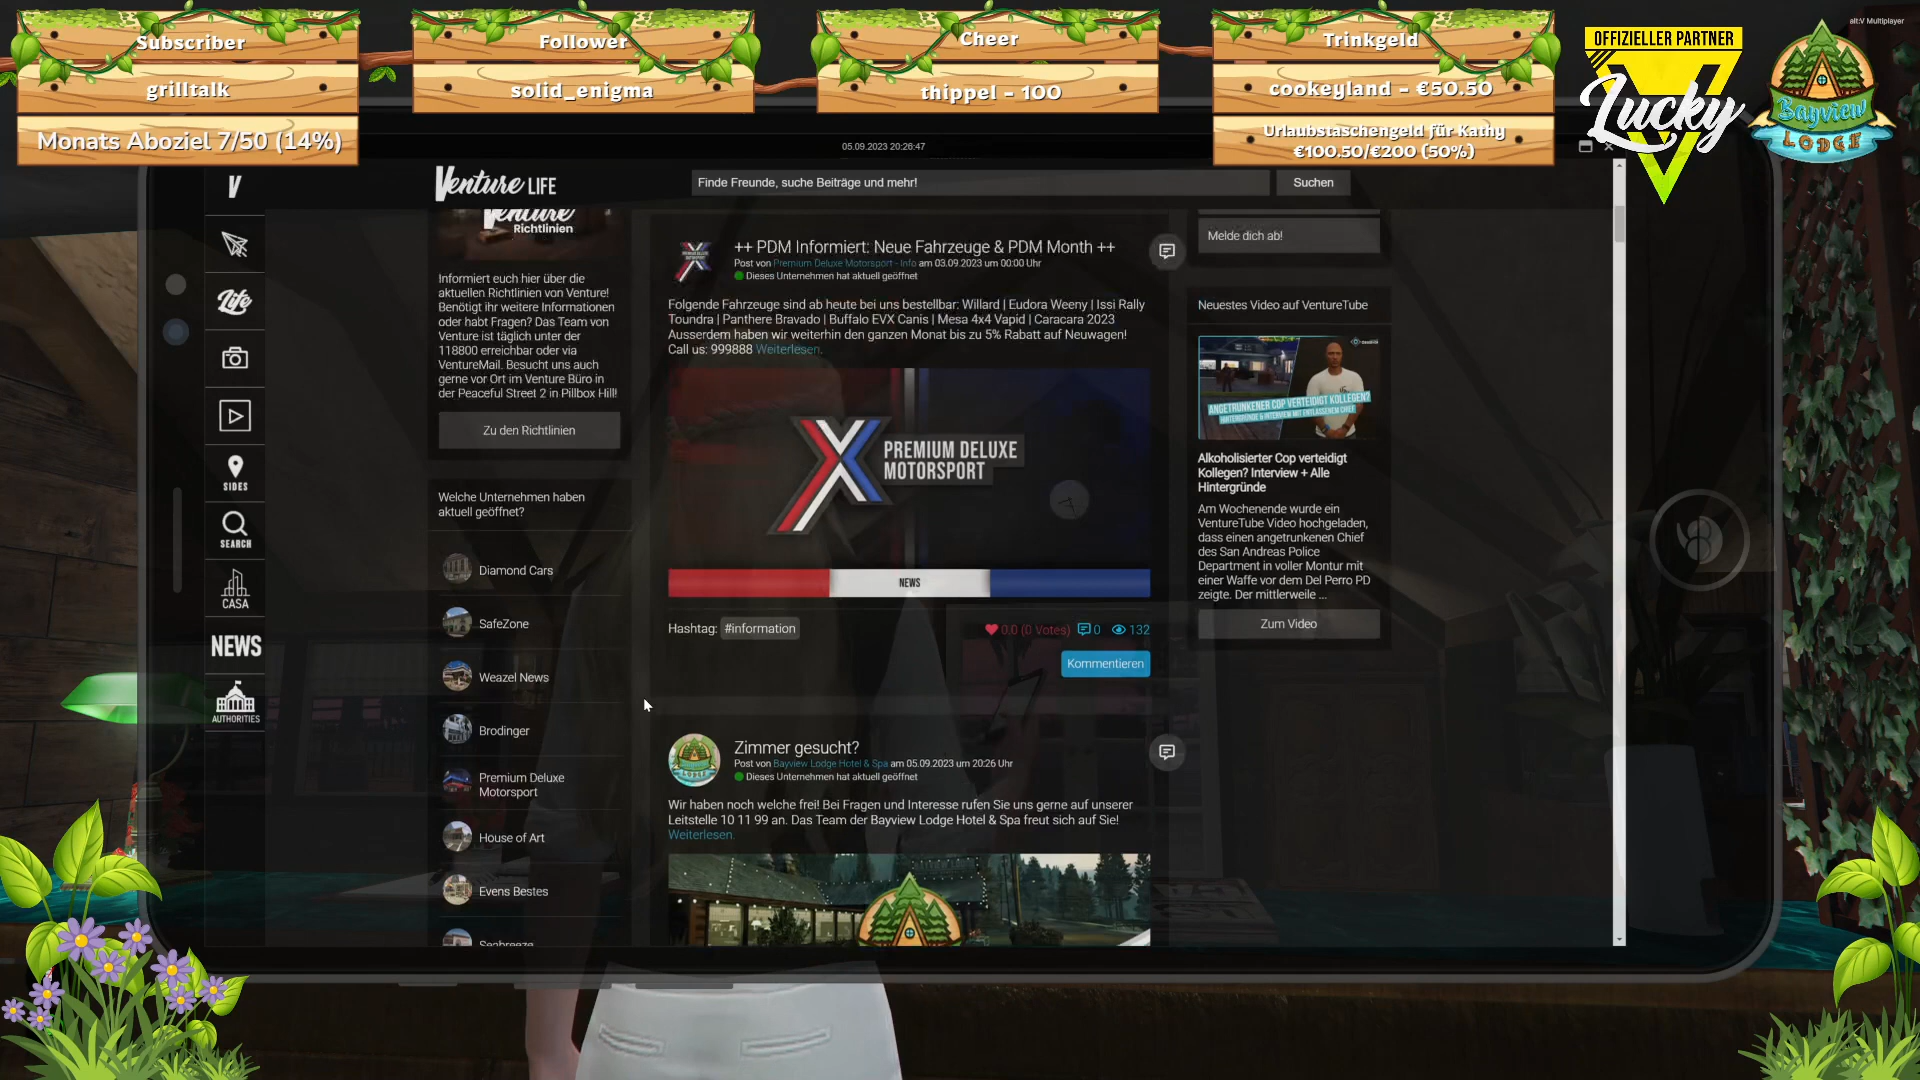 alt:V Multiplayer
Subscriber
grilltalk
Monats Aboziel 7/50 (14%)
Follower
solid_enigma
Cheer
thippel - 100
Trinkgeld
cookeyland - €50.50
Urlaubstaschengeld für Kathy
€100.50/€200 (50%)
OFFIZIELLER PARTNER
Lucky
V
Bayview
LODGE
05.09.2023 20:26:47
V
Venture LIFE
Finde Freunde, suche Beiträge und mehr!
Suchen
Life
SIDES
SEARCH
CASA
NEWS
AUTHORITIES
Venture
Richtlinien
Informiert euch hier über die
aktuellen Richtlinien von Venture!
Benötigt ihr weitere Informationen
oder habt Fragen? Das Team von
Venture ist täglich unter der
118800 erreichbar oder via
VentureMail. Besucht uns auch
gerne vor Ort im Venture Büro in
der Peaceful Street 2 in Pillbox Hill!
Zu den Richtlinien
Welche Unternehmen haben
aktuell geöffnet?
Diamond Cars
SafeZone
Weazel News
Brodinger
Premium Deluxe
Motorsport
House of Art
Evens Bestes
Seabreeze
++ PDM Informiert: Neue Fahrzeuge & PDM Month ++
Post von Premium Deluxe Motorsport - Info am 03.09.2023 um 00:00 Uhr
Dieses Unternehmen hat aktuell geöffnet
Folgende Fahrzeuge sind ab heute bei uns bestellbar: Willard | Eudora Weeny | Issi Rally
Toundra | Panthere Bravado | Buffalo EVX Canis | Mesa 4x4 Vapid | Caracara 2023
Ausserdem haben wir weiterhin den ganzen Monat bis zu 5% Rabatt auf Neuwagen!
Call us: 999888 Weiterlesen.
PREMIUM DELUXE
MOTORSPORT
NEWS
Hashtag: #information
0.0 (0 Votes) 0 132
Kommentieren
Zimmer gesucht?
Post von Bayview Lodge Hotel & Spa am 05.09.2023 um 20:26 Uhr
Dieses Unternehmen hat aktuell geöffnet
Wir haben noch welche frei! Bei Fragen und Interesse rufen Sie uns gerne auf unserer
Leitstelle 10 11 99 an. Das Team der Bayview Lodge Hotel & Spa freut sich auf Sie!
Weiterlesen.
Melde dich ab!
Neuestes Video auf VentureTube
ANGETRUNKENER COP VERTEIDIGT KOLLEGEN?
HINTERGRÜNDE & INTERVIEW MIT ENTLASSENEM CHIEF
Alkoholisierter Cop verteidigt
Kollegen? Interview + Alle
Hintergründe
Am Wochenende wurde ein
VentureTube Video hochgeladen,
dass einen angetrunkenen Chief
des San Andreas Police
Department in voller Montur mit
einer Waffe vor dem Del Perro PD
zeigte. Der mittlerweile ...
Zum Video